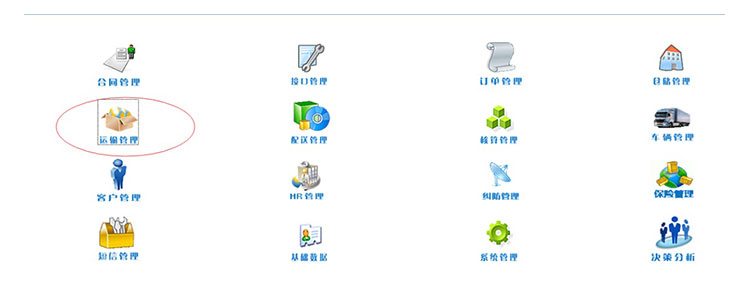 合同管理
接口管理
订单管理
仓储管理
运输管理
配送管理
核算管理
车辆管理
客户管理
HR管理
纠防管理
保险管理
短信管理
基础数据
系统管理
决策分析